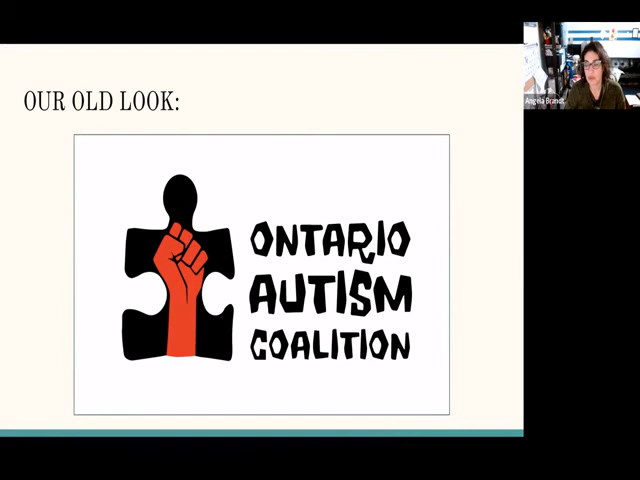 OUR OLD LOOK:
Angela Brandt
ONTARIO
AUTISM
COALITION